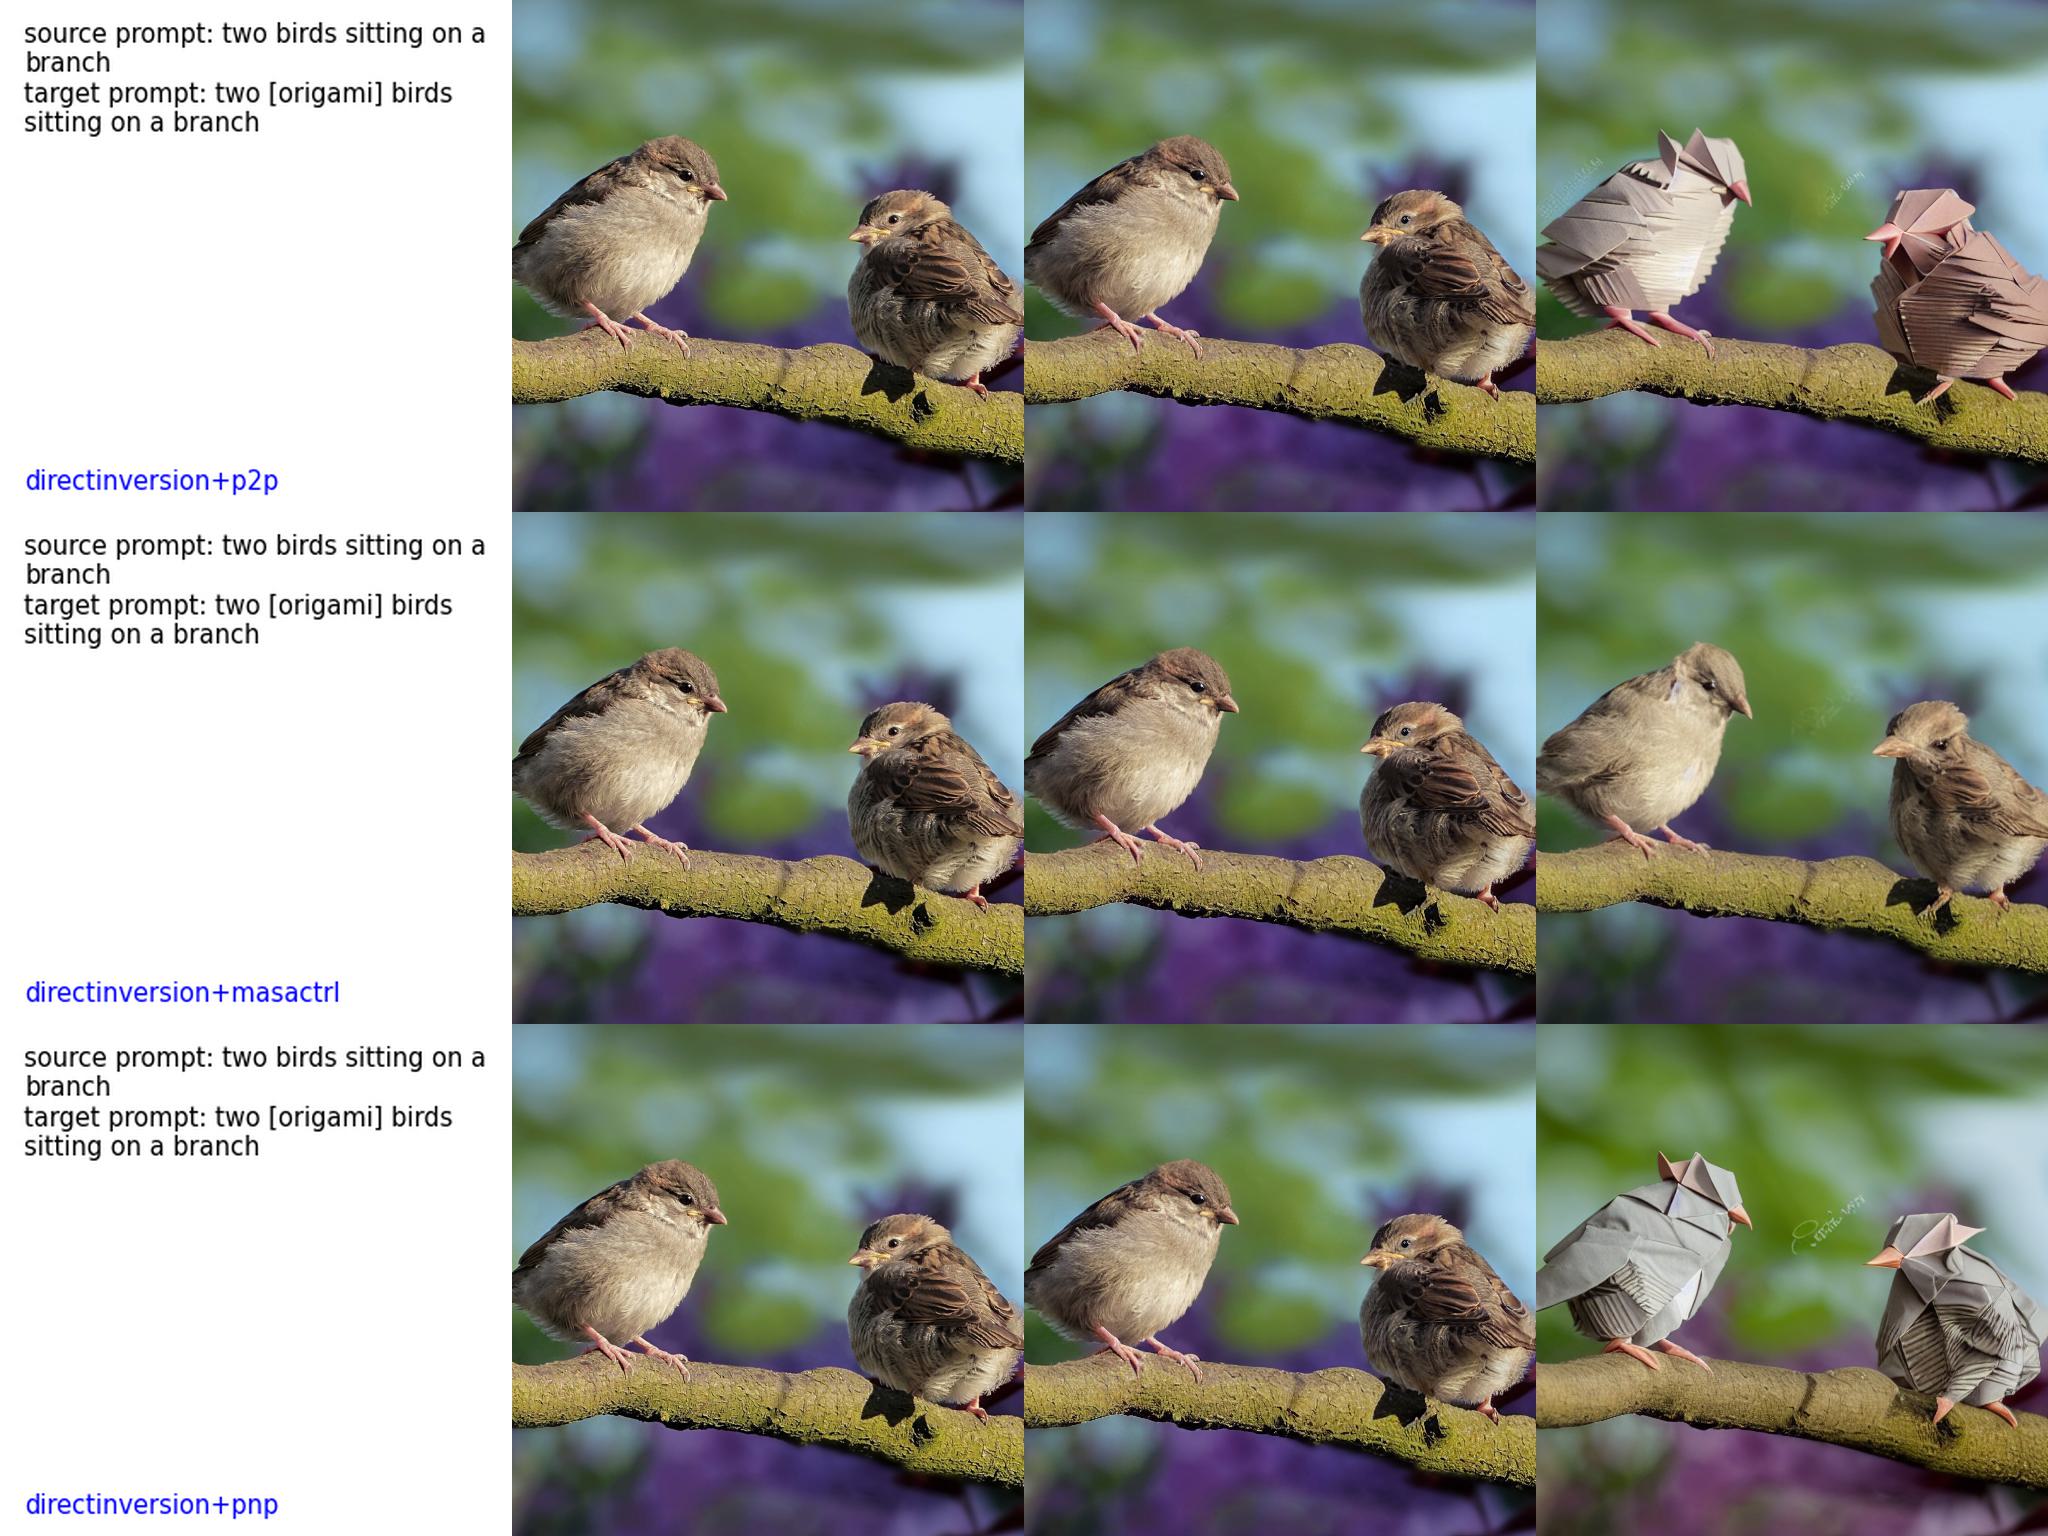 source prompt: two birds sitting on a
branch
target prompt: two [origami] birds
sitting on a branch
directinversion+p2p
source prompt: two birds sitting on a
branch
target prompt: two [origami] birds
sitting on a branch
directinversion+masactrl
source prompt: two birds sitting on a
branch
target prompt: two [origami] birds
sitting on a branch
directinversion+pnp